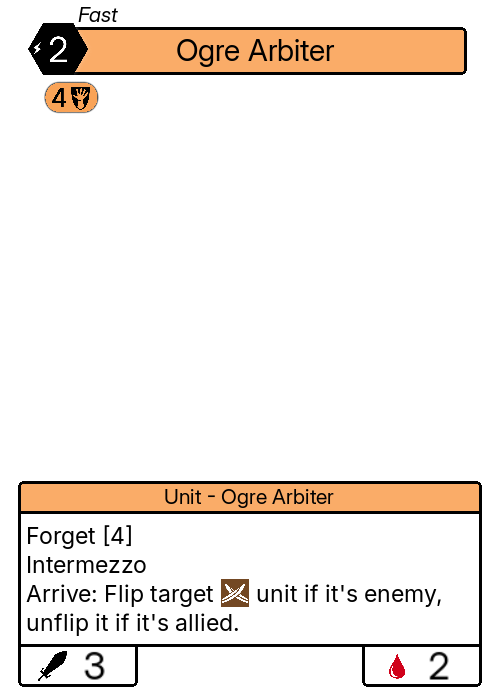 Fast
2 Ogre Arbiter
4
Unit - Ogre Arbiter
Forget [4]
Intermezzo
Arrive: Flip target unit if it's enemy,
unflip it if it's allied.
3 2